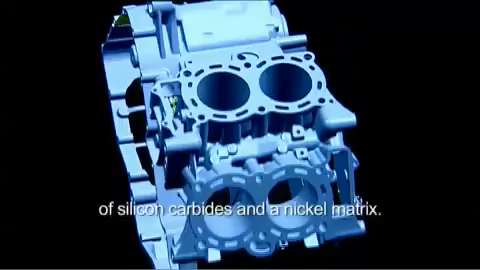 of silicon carbides and a nickel matrix.